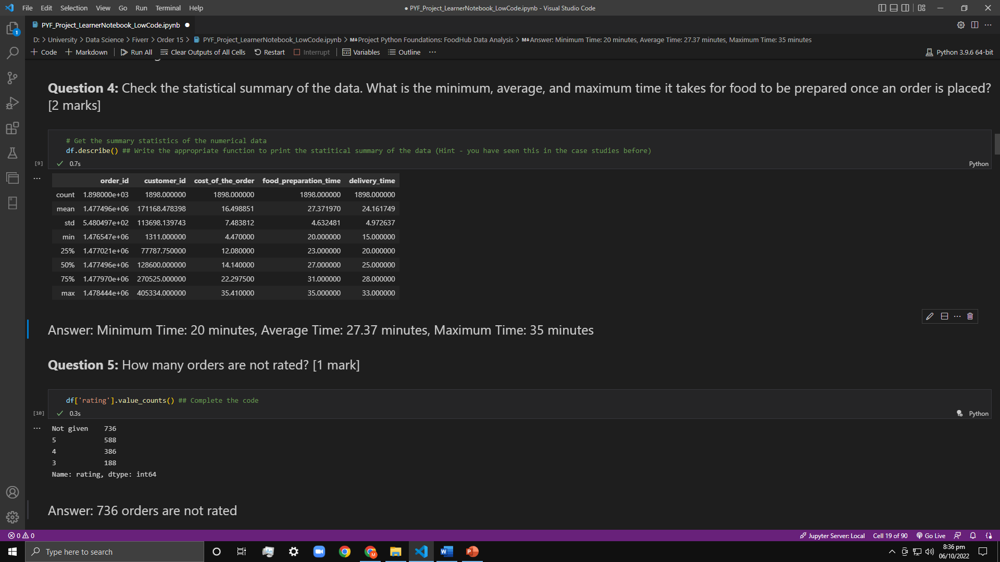 File Edit Selection View Go Run Terminal Help
● PYF_Project_LearnerNotebook_LowCode.ipynb - Visual Studio Code
PYF_Project_LearnerNotebook_LowCode.ipynb ●
D: > University > Data Science > Fiverr > Order 15 > PYF_Project_LearnerNotebook_LowCode.ipynb > M↓Project Python Foundations: FoodHub Data Analysis > M↓Answer: Minimum Time: 20 minutes, Average Time: 27.37 minutes, Maximum Time: 35 minutes
+ Code + Markdown Run All Clear Outputs of All Cells Restart Interrupt Variables Outline ...
Python 3.9.6 64-bit
1
Question 4: Check the statistical summary of the data. What is the minimum, average, and maximum time it takes for food to be prepared once an order is placed?
[2 marks]
# Get the summary statistics of the numerical data
df.describe() ## Write the appropriate function to print the statitical summary of the data (Hint - you have seen this in the case studies before)
[9] 0.7s
Python
order_id customer_id cost_of_the_order food_preparation_time delivery_time
count 1.898000e+03 1898.000000 1898.000000 1898.000000 1898.000000
mean 1.477496e+06 171168.478398 16.498851 27.371970 24.161749
std 5.480497e+02 113698.139743 7.483812 4.632481 4.972637
min 1.476547e+06 1311.000000 4.470000 20.000000 15.000000
25% 1.477021e+06 77787.750000 12.080000 23.000000 20.000000
50% 1.477496e+06 128600.000000 14.140000 27.000000 25.000000
75% 1.477970e+06 270525.000000 22.297500 31.000000 28.000000
max 1.478444e+06 405334.000000 35.410000 35.000000 33.000000
Answer: Minimum Time: 20 minutes, Average Time: 27.37 minutes, Maximum Time: 35 minutes
Question 5: How many orders are not rated? [1 mark]
df['rating'].value_counts() ## Complete the code
[10] 0.3s
Python
Not given 736
5 588
4 386
3 188
Name: rating, dtype: int64
Answer: 736 orders are not rated
0 0
Jupyter Server: Local Cell 19 of 90 Go Live
Type here to search
M
W
P
8:36 pm
06/10/2022